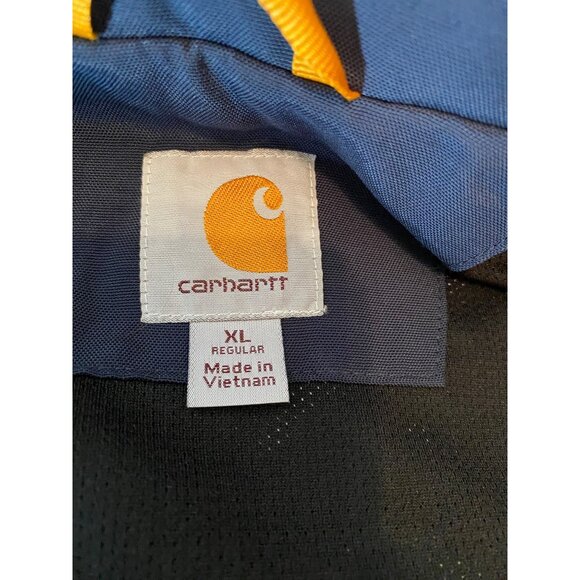 carhartt
XL
REGULAR
Made in
Vietnam